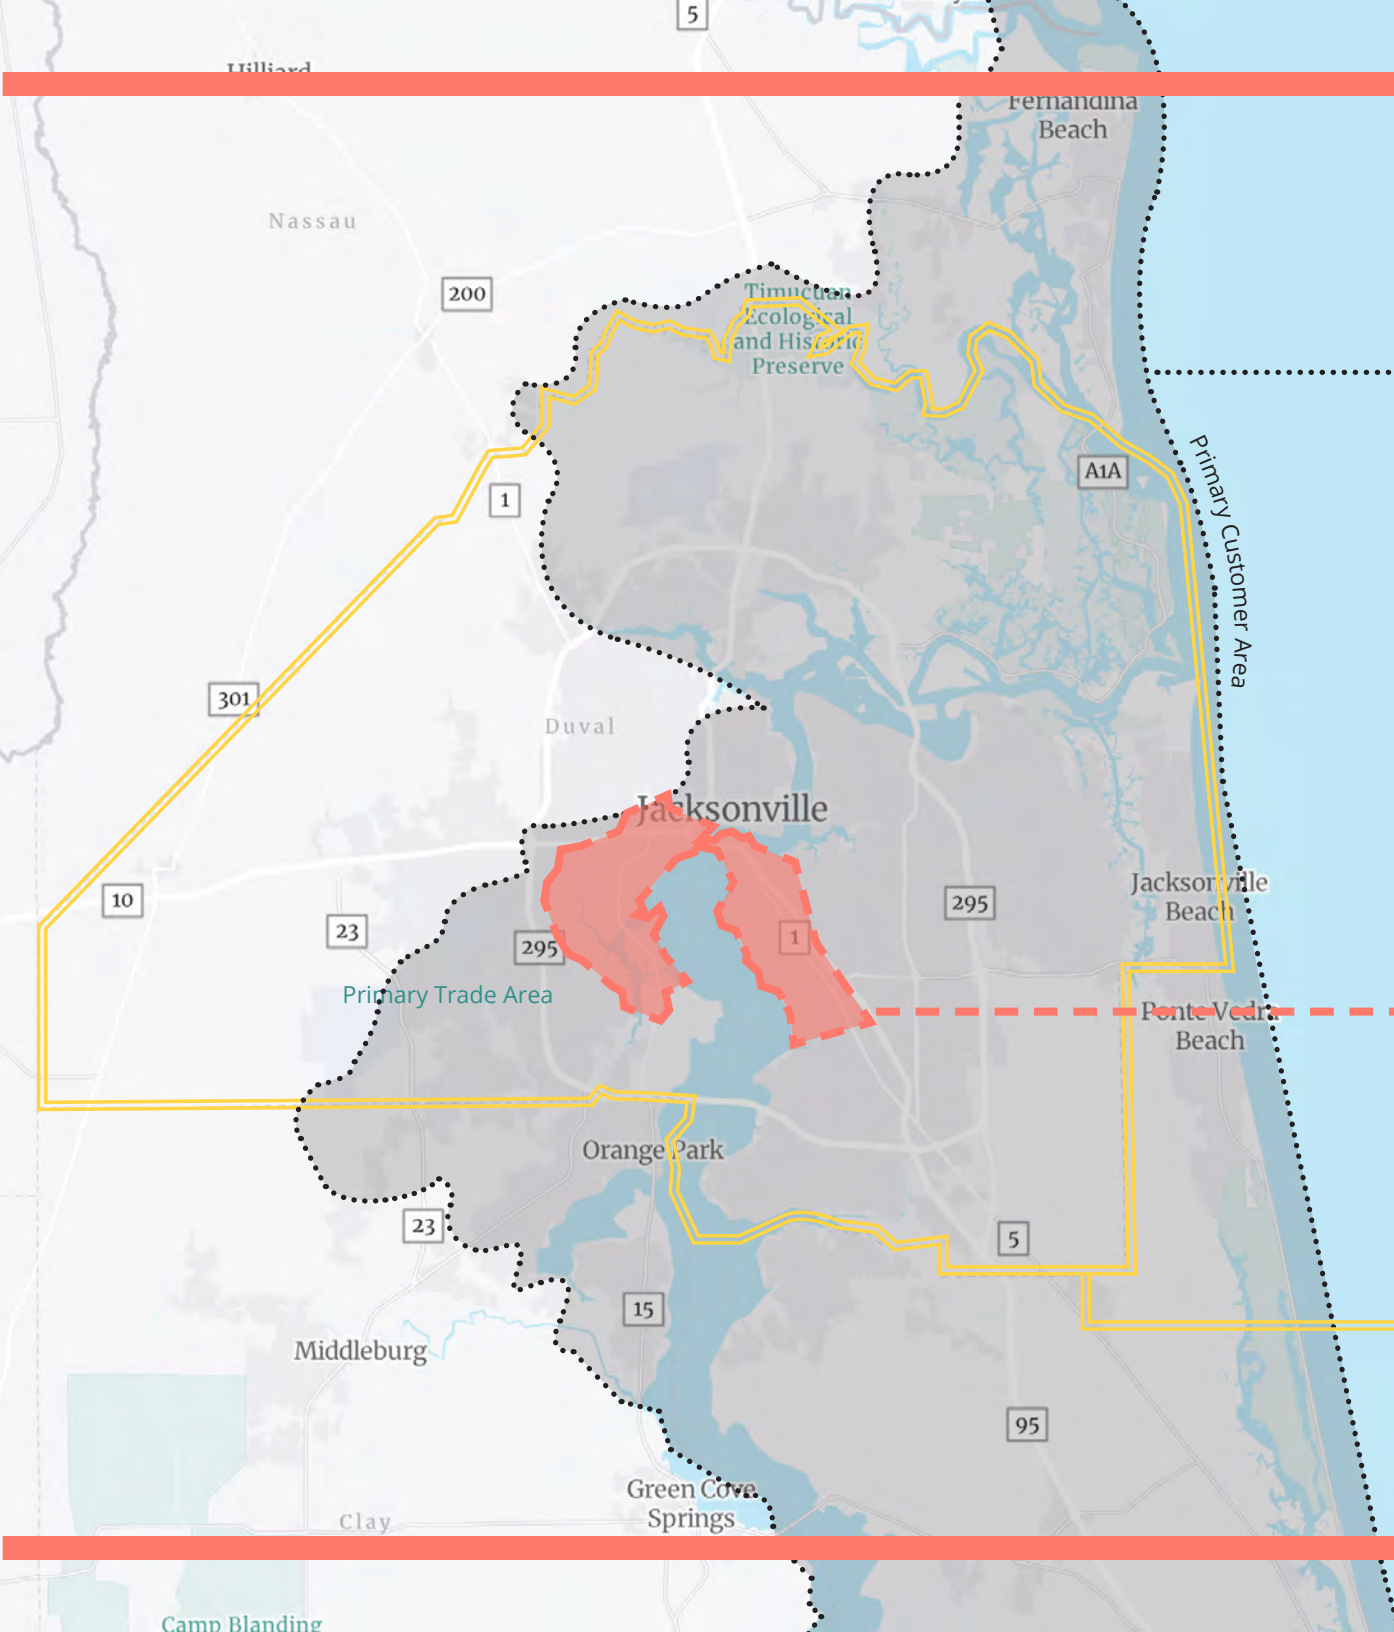 5
Hilliard
Fernandina
Beach
Nassau
200
Timucuan
Ecological
and Historic
Preserve
A1A
1
Primary Customer Area
301
Duval
Jacksonville
10
23
295
1
295
Jacksonville
Beach
Primary Trade Area
Ponte Vedra
Beach
Orange Park
23
5
15
Middleburg
95
Green Cove
Springs
Clay
Camp Blanding